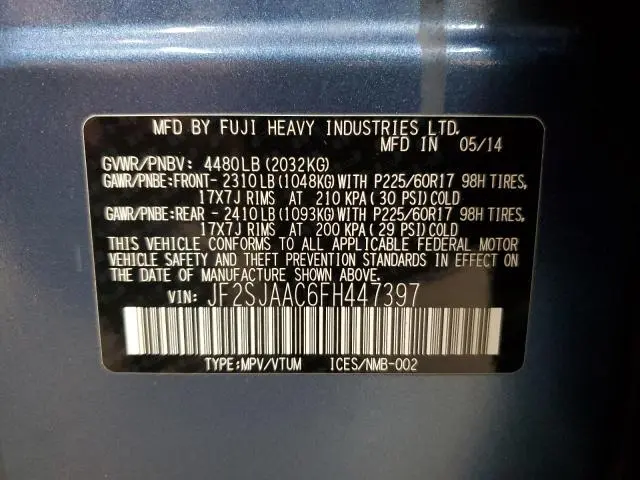 MFD BY FUJI HEAVY INDUSTRIES LTD.
MFD IN 05/14
GVWR/PNBV: 4480LB (2032KG)
GAWR/PNBE:FRONT- 2310LB (1048KG) WITH P225/60R17 98H TIRES,
17X7J RIMS AT 210 KPA (30 PSI) COLD
GAWR/PNBE:REAR - 2410LB (1093KG) WITH P225/60R17 98H TIRES,
17X7J RIMS AT 200 KPA (29 PSI) COLD
THIS VEHICLE CONFORMS TO ALL APPLICABLE FEDERAL MOTOR
VEHICLE SAFETY AND THEFT PREVENTION STANDARDS IN EFFECT ON
THE DATE OF MANUFACTURE SHOWN ABOVE.
VIN: JF2SJAAC6FH447397
TYPE:MPV/VTUM ICES/NMB-002